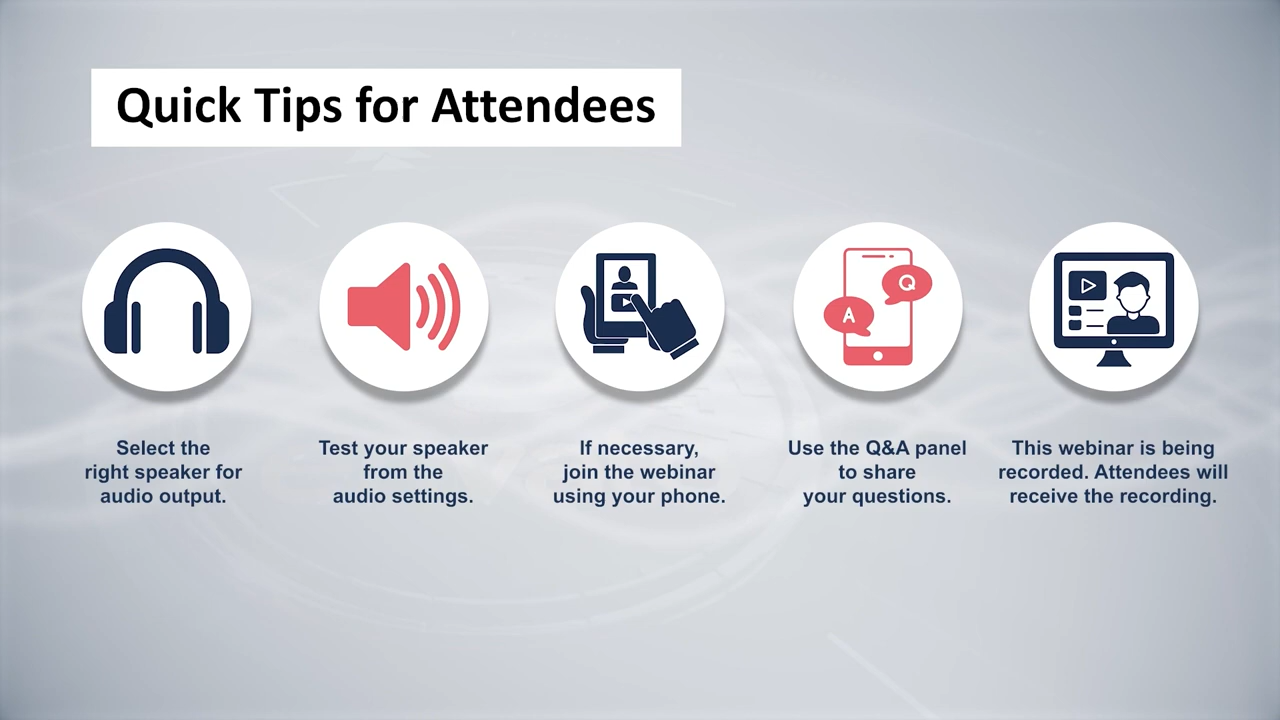 Quick Tips for Attendees
Q
A
Select the
right speaker for
audio output.
Test your speaker
from the
audio settings.
If necessary,
join the webinar
using your phone.
Use the Q&A panel
to share
your questions.
This webinar is being
recorded. Attendees will
receive the recording.